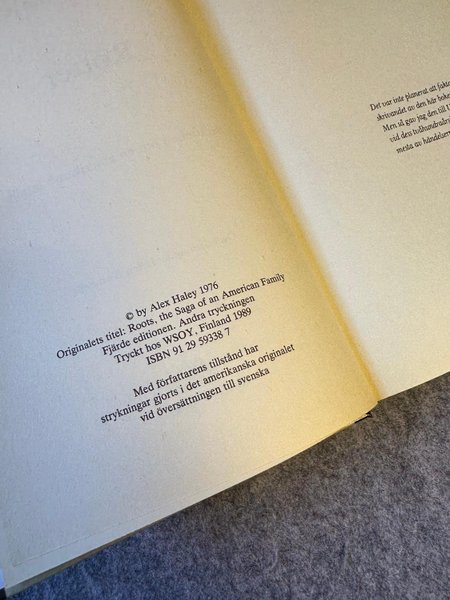 © by Alex Haley 1976
Originalets titel: Roots, the Saga of an American Family
Fjärde editionen. Andra tryckningen
Tryckt hos WSOY, Finland 1989
ISBN 91 29 59338 7
Med författarens tillstånd har
strykningar gjorts i det amerikanska originalet
vid översättningen till svenska
Det var inte planerat att
skrivandet av den här
Men så gav jag den till
vid dess
mesta av